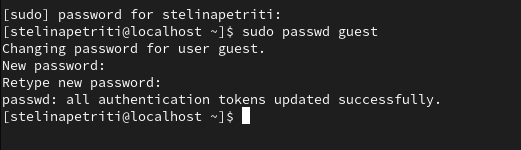 [sudo] password for stelinapetriti:
[stelinapetriti@localhost ~]$ sudo passwd guest
Changing password for user guest.
New password:
Retype new password:
passwd: all authentication tokens updated successfully.
[stelinapetriti@localhost ~]$